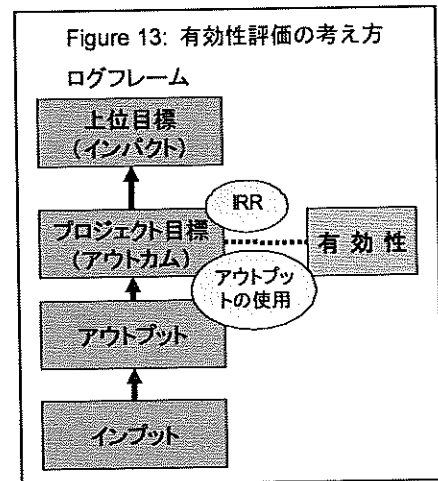 Figure 13: 有効性評価の考え方
ログフレーム
上位目標
(インパクト)
IRR
プロジェクト目標
(アウトカム)
有 効 性
アウトプッ
トの使用
アウトプット
インプット